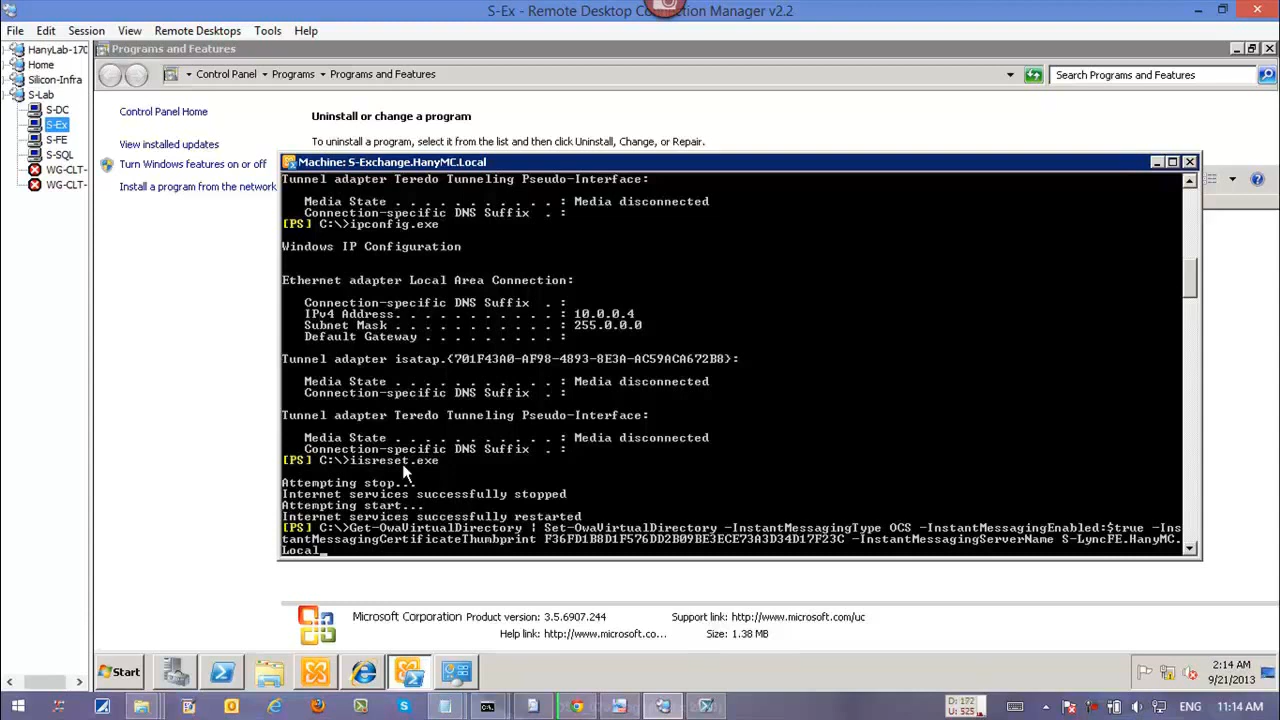 S-Ex - Remote Desktop Connection Manager v2.2
File Edit Session View Remote Desktops Tools Help
HanyLab-170
Home
Silicon-Infra
S-Lab
S-DC
S-Ex
S-FE
S-SQL
WG-CLT-
WG-CLT-
Programs and Features
Control Panel Programs Programs and Features
Search Programs and Features
Control Panel Home
View installed updates
Turn Windows features on or off
Install a program from the network
Uninstall or change a program
To uninstall a program, select it from the list and then click Uninstall, Change, or Repair.
Machine: S-Exchange.HanyMC.Local
Tunnel adapter Teredo Tunneling Pseudo-Interface:
Media State . . . . . . . . . . . : Media disconnected
Connection-specific DNS Suffix  . :
[PS] C:\>ipconfig.exe
Windows IP Configuration
Ethernet adapter Local Area Connection:
Connection-specific DNS Suffix  . :
IPv4 Address. . . . . . . . . . . : 10.0.0.4
Subnet Mask . . . . . . . . . . . : 255.0.0.0
Default Gateway . . . . . . . . . :
Tunnel adapter isatap.{701F43A0-AF98-4893-8E3A-AC59ACA672B8}:
Media State . . . . . . . . . . . : Media disconnected
Connection-specific DNS Suffix  . :
Tunnel adapter Teredo Tunneling Pseudo-Interface:
Media State . . . . . . . . . . . : Media disconnected
Connection-specific DNS Suffix  . :
[PS] C:\>iisreset.exe
Attempting stop...
Internet services successfully stopped
Attempting start...
Internet services successfully restarted
[PS] C:\>Get-OwaVirtualDirectory | Set-OwaVirtualDirectory -InstantMessagingType OCS -InstantMessagingEnabled:$true -Ins
tantMessagingCertificateThumbprint F36FD1B8D1F576DD2B09BE3ECE73A3D34D17F23C -InstantMessagingServerName S-LyncFE.HanyMC.
Local_
Microsoft Corporation Product version: 3.5.6907.244 Support link: http://www.microsoft.com/uc
Help link: http://www.microsoft.co... Size: 1.38 MB
Start
2:14 AM
9/21/2013
D: 172
U: 525
ENG 11:14 AM